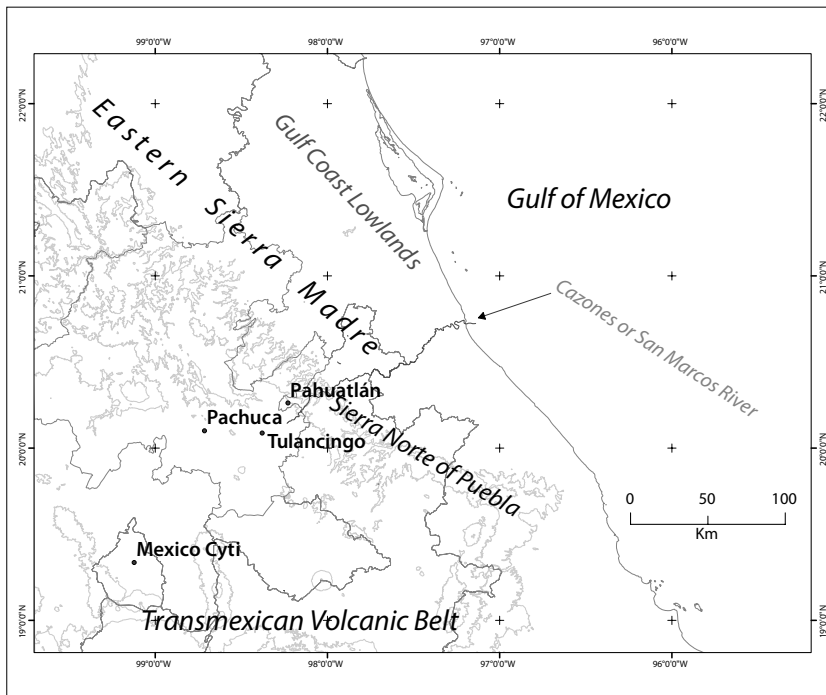 99°0'0"W 98°0'0"W 97°0'0"W 96°0'0"W
22°0'0"N 22°0'0"N
Eastern Sierra Madre
Gulf Coast Lowlands
Gulf of Mexico
21°0'0"N 21°0'0"N
Cazones or San Marcos River
Pahuatlán
Pachuca
Sierra Norte of Puebla
Tulancingo
20°0'0"N 20°0'0"N
0 50 100
Km
Mexico Cyti
Transmexican Volcanic Belt
19°0'0"N 19°0'0"N
99°0'0"W 98°0'0"W 97°0'0"W 96°0'0"W